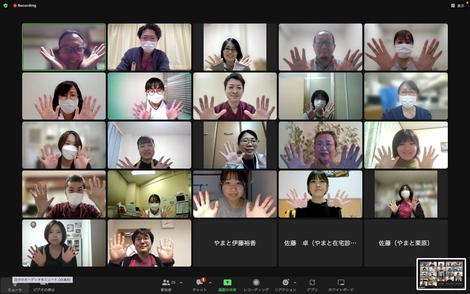 Recording
表示
やまと伊藤裕香
佐藤　卓（やまと在宅診…
佐藤（やまと栗原）
ミュート
ビデオの停止
参加者
チャット
画面の共有
レコーディング
リアクション
アプリ
ホワイトボード